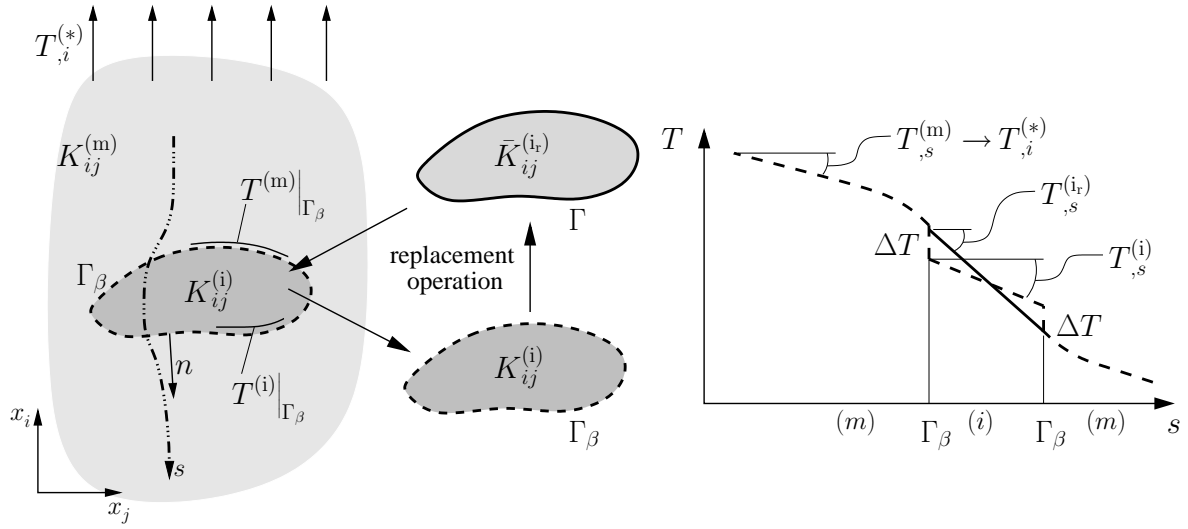 T_{,i}^{(*)}
K_{ij}^{(m)}
T^{(m)}|_{Γ_β}
Γ_β
K_{ij}^{(i)}
n
T^{(i)}|_{Γ_β}
s
x_i
x_j
K̄_{ij}^{(i_r)}
Γ
replacement
operation
K_{ij}^{(i)}
Γ_β
T
T_{,s}^{(m)} → T_{,i}^{(*)}
T_{,s}^{(i_r)}
ΔT
T_{,s}^{(i)}
ΔT
(m) Γ_β (i) Γ_β (m) s